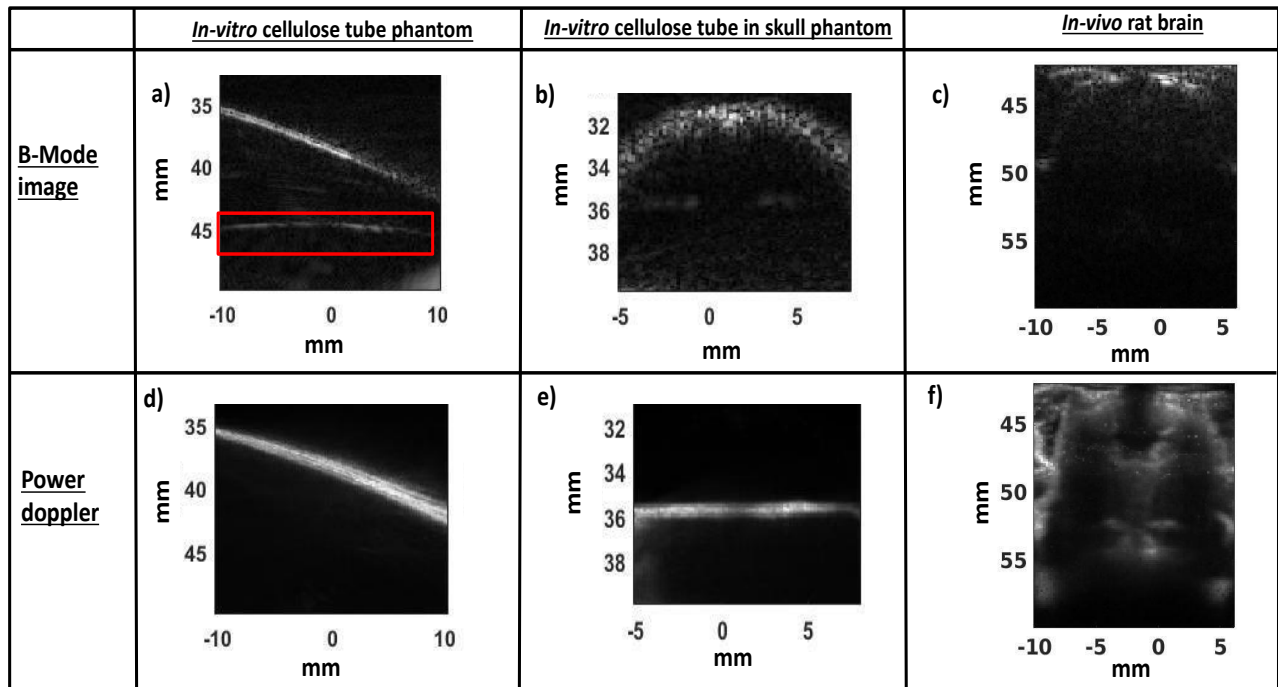 In-vitro cellulose tube phantom
In-vitro cellulose tube in skull phantom
In-vivo rat brain
B-Mode
image
a)
35
40
45
mm
-10 0 10
mm
b)
32
34
36
38
mm
-5 0 5
mm
c)
45
50
55
mm
-10 -5 0 5
mm
Power
doppler
d)
35
40
45
mm
-10 0 10
mm
e)
32
34
36
38
mm
-5 0 5
mm
f)
45
50
55
mm
-10 -5 0 5
mm